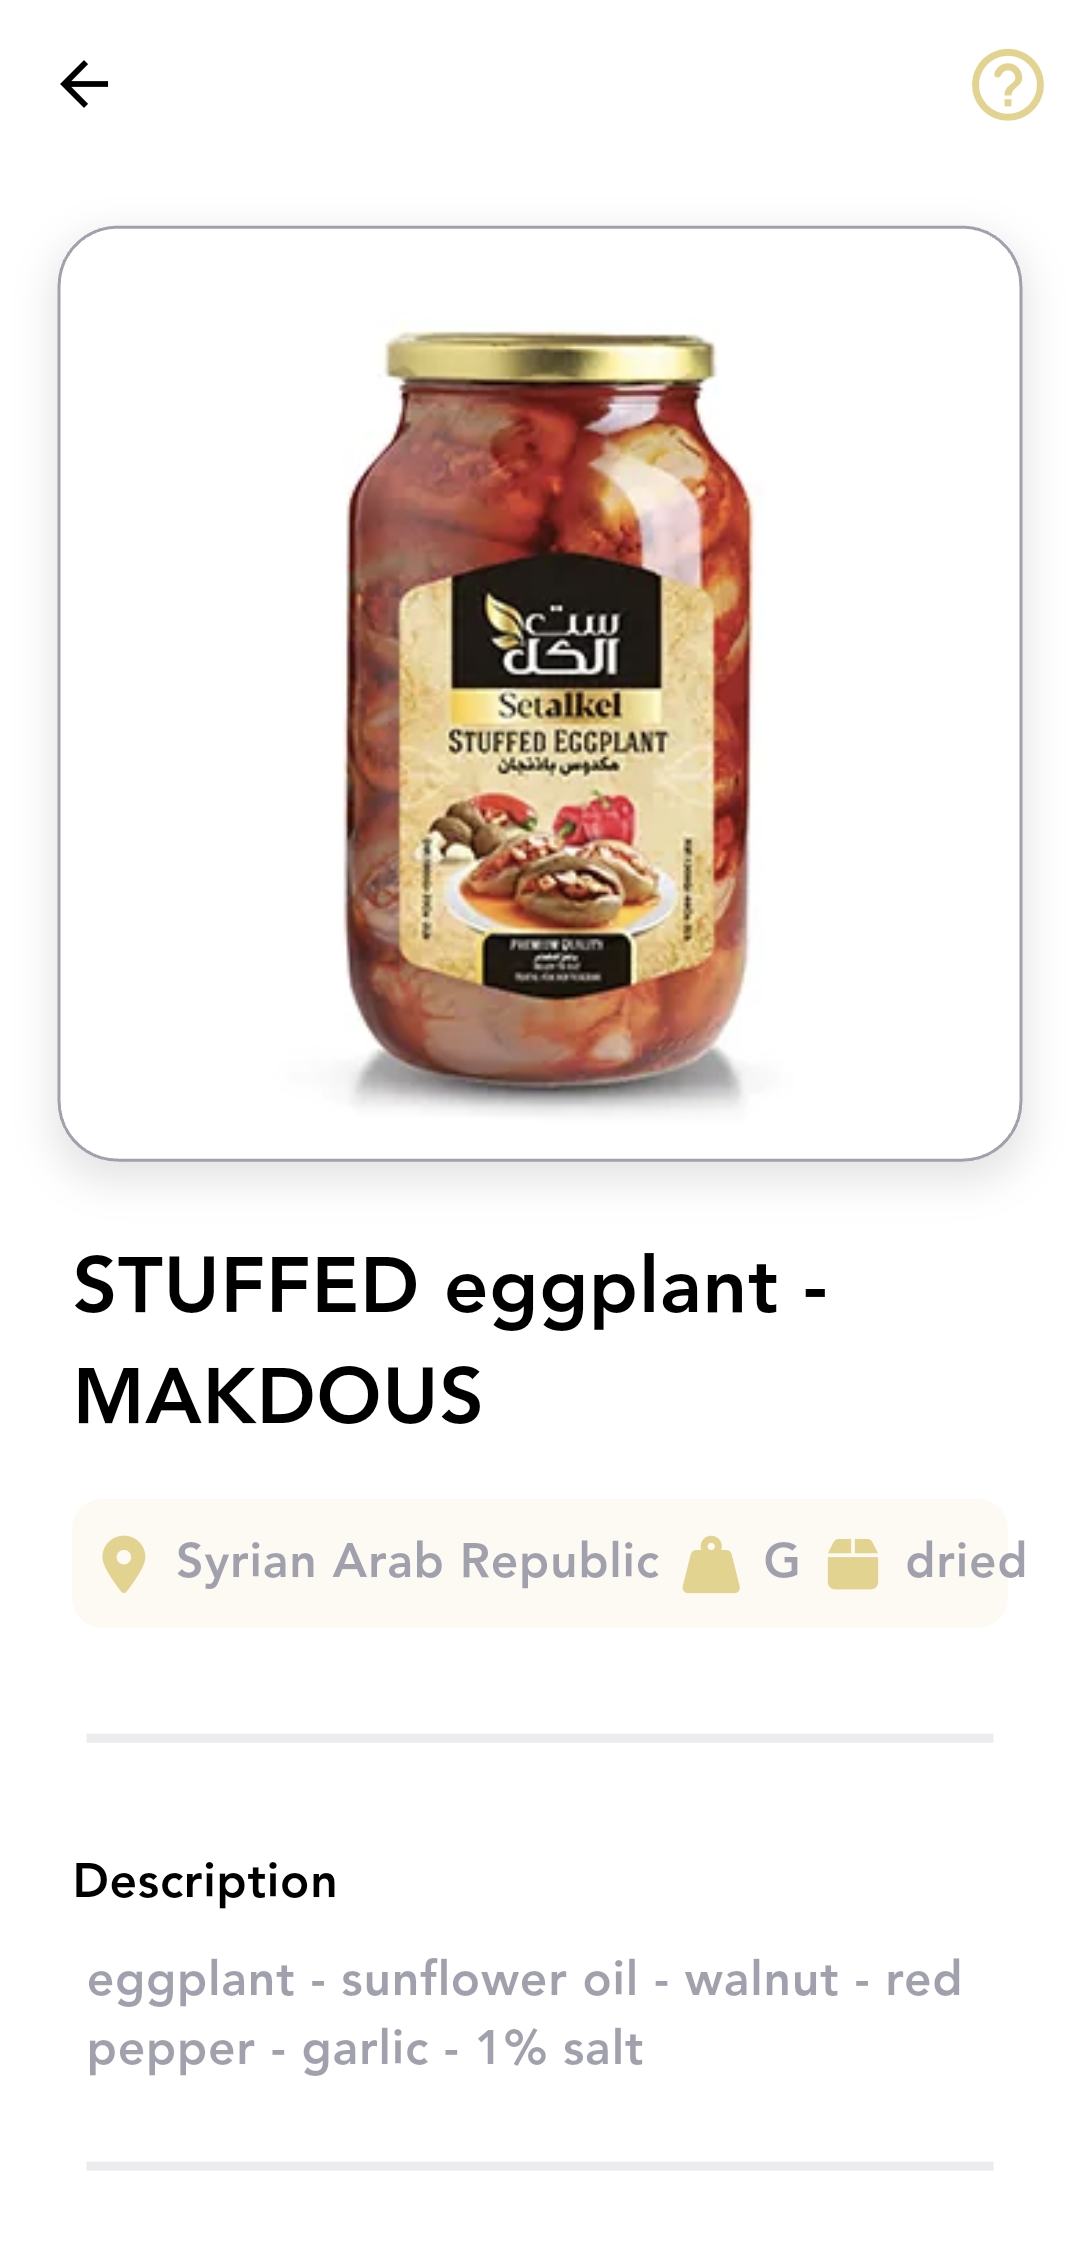 ست
الكل
Setalkel
STUFFED EGGPLANT
مكدوس باذنجان
PREMIUM QUALITY
STUFFED eggplant -
MAKDOUS
Syrian Arab Republic G dried
Description
eggplant - sunflower oil - walnut - red
pepper - garlic - 1% salt